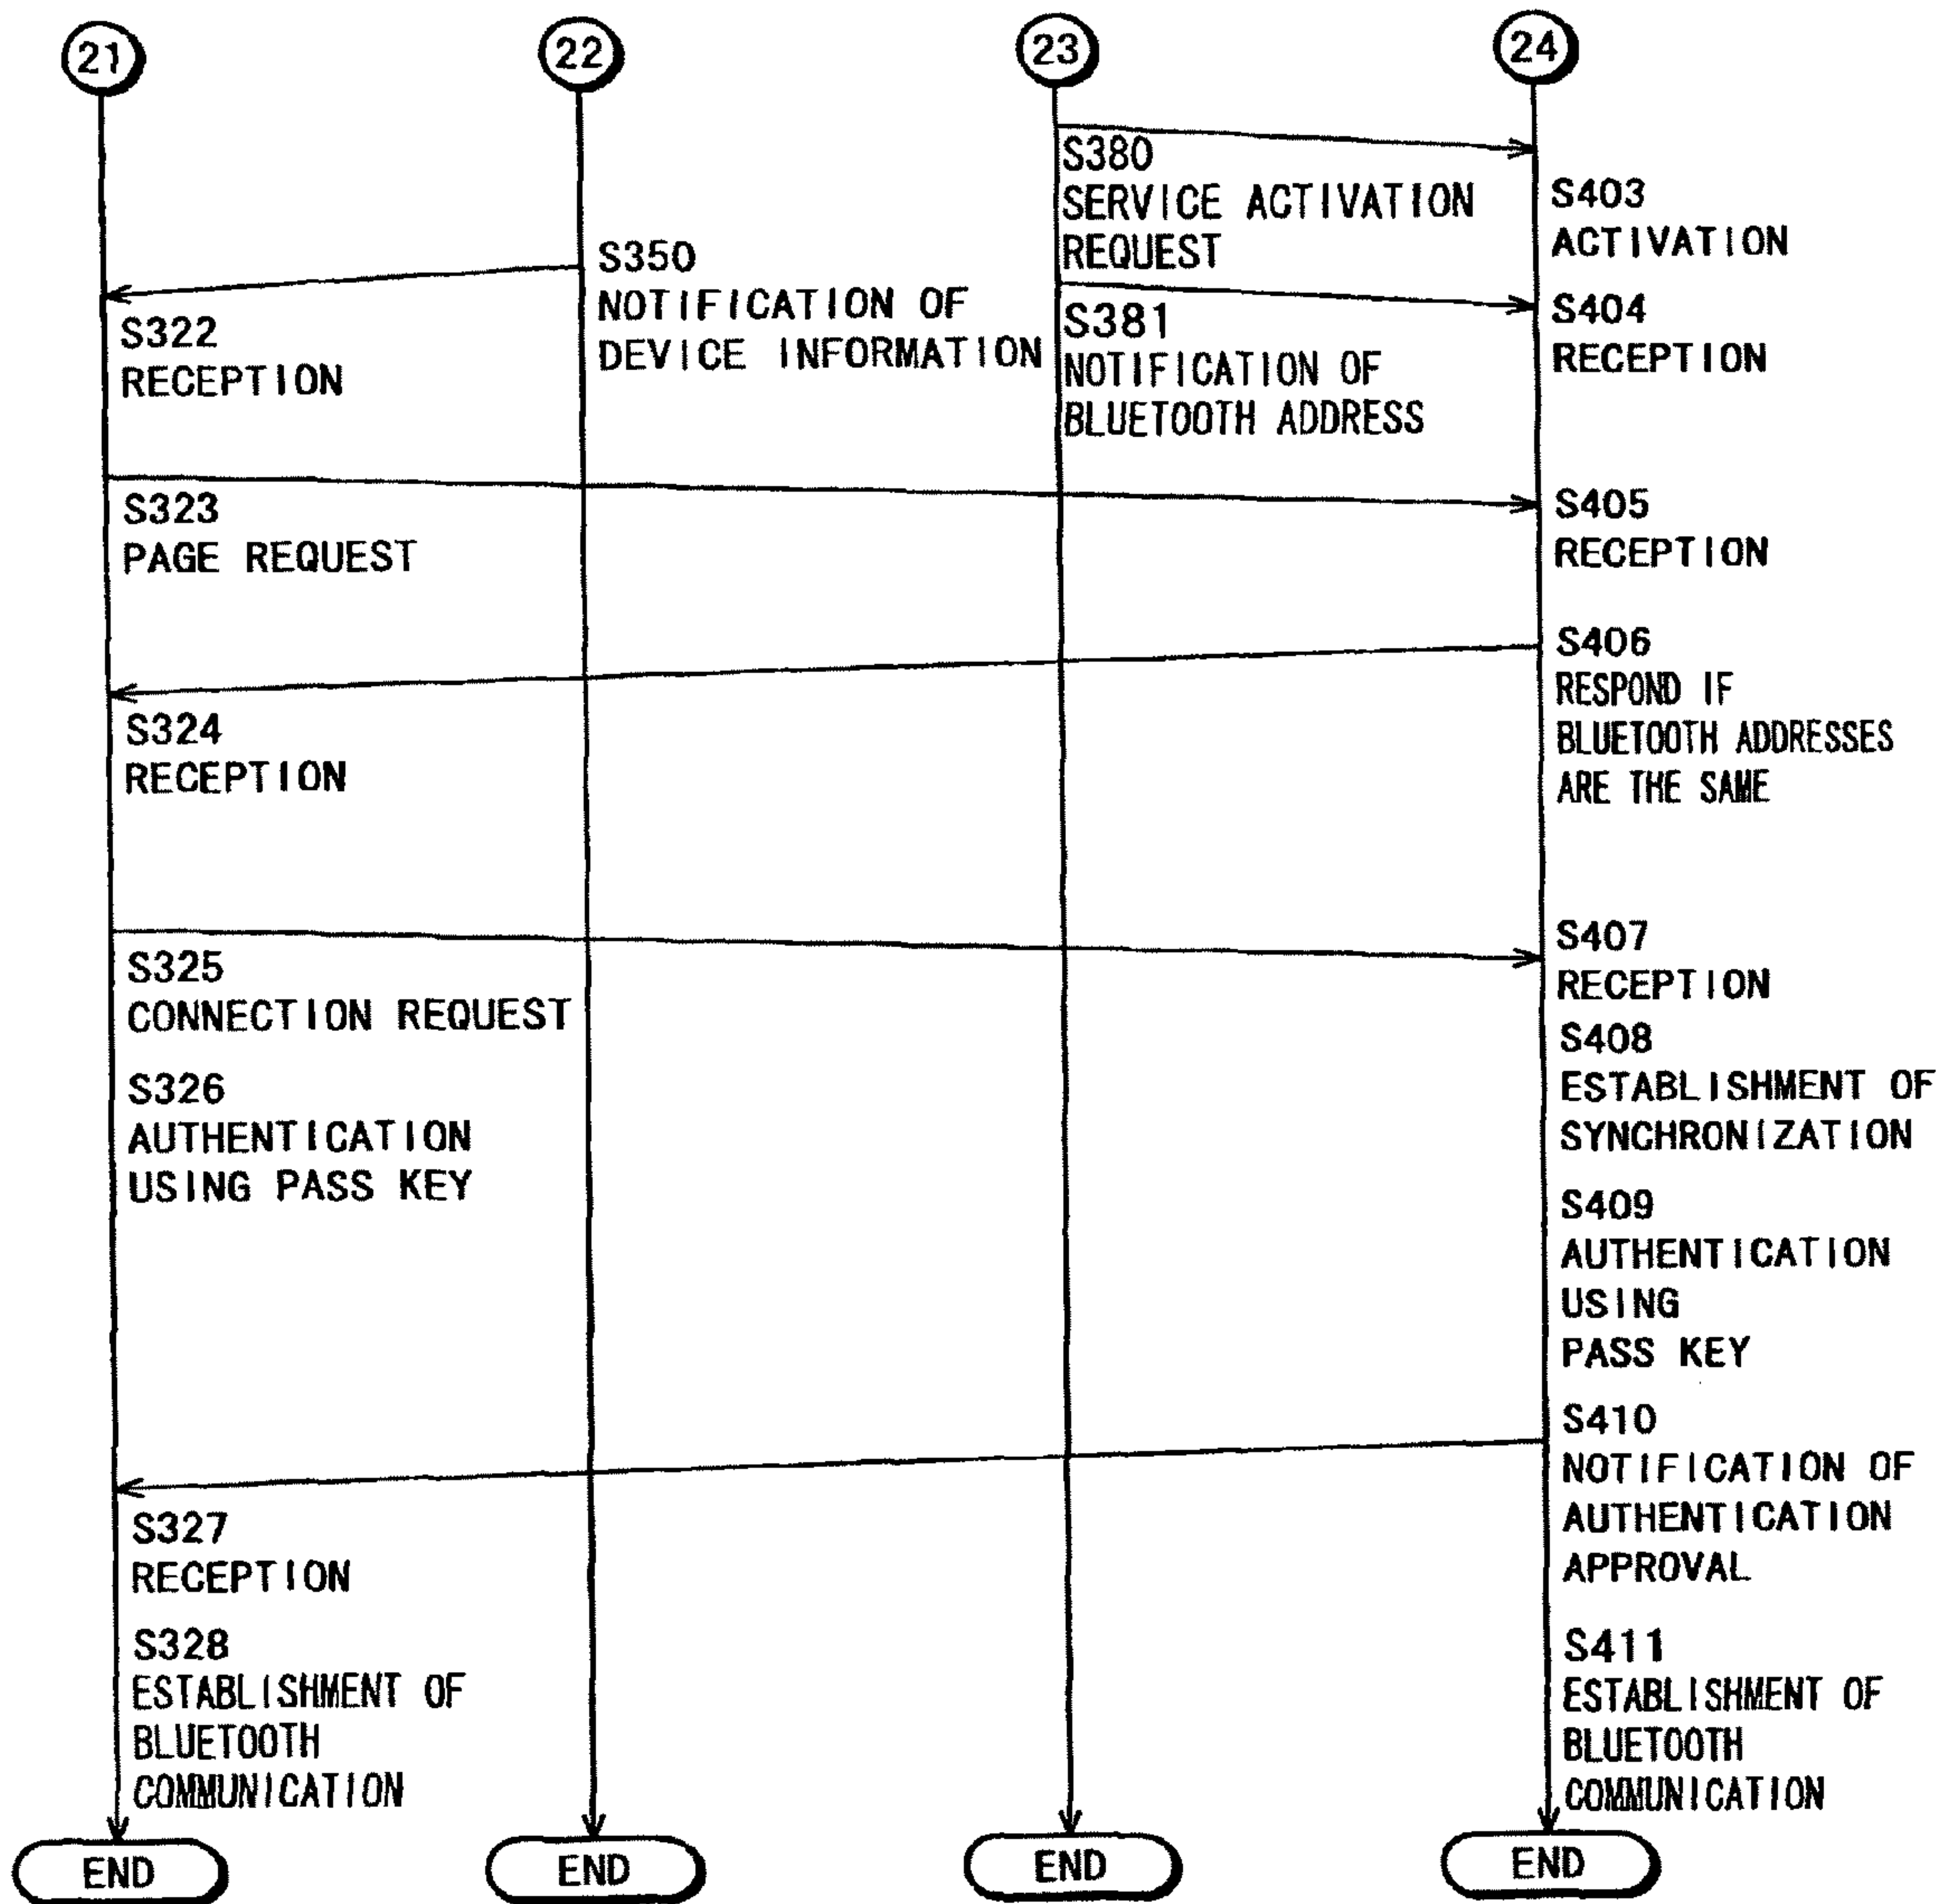 21
22
23
24
S380
SERVICE ACTIVATION
REQUEST
S403
ACTIVATION
S350
NOTIFICATION OF
DEVICE INFORMATION
S322
RECEPTION
S381
NOTIFICATION OF
BLUETOOTH ADDRESS
S404
RECEPTION
S323
PAGE REQUEST
S405
RECEPTION
S406
RESPOND IF
BLUETOOTH ADDRESSES
ARE THE SAME
S324
RECEPTION
S325
CONNECTION REQUEST
S407
RECEPTION
S408
ESTABLISHMENT OF
SYNCHRONIZATION
S326
AUTHENTICATION
USING PASS KEY
S409
AUTHENTICATION
USING
PASS KEY
S410
NOTIFICATION OF
AUTHENTICATION
APPROVAL
S327
RECEPTION
S328
ESTABLISHMENT OF
BLUETOOTH
COMMUNICATION
S411
ESTABLISHMENT OF
BLUETOOTH
COMMUNICATION
END
END
END
END